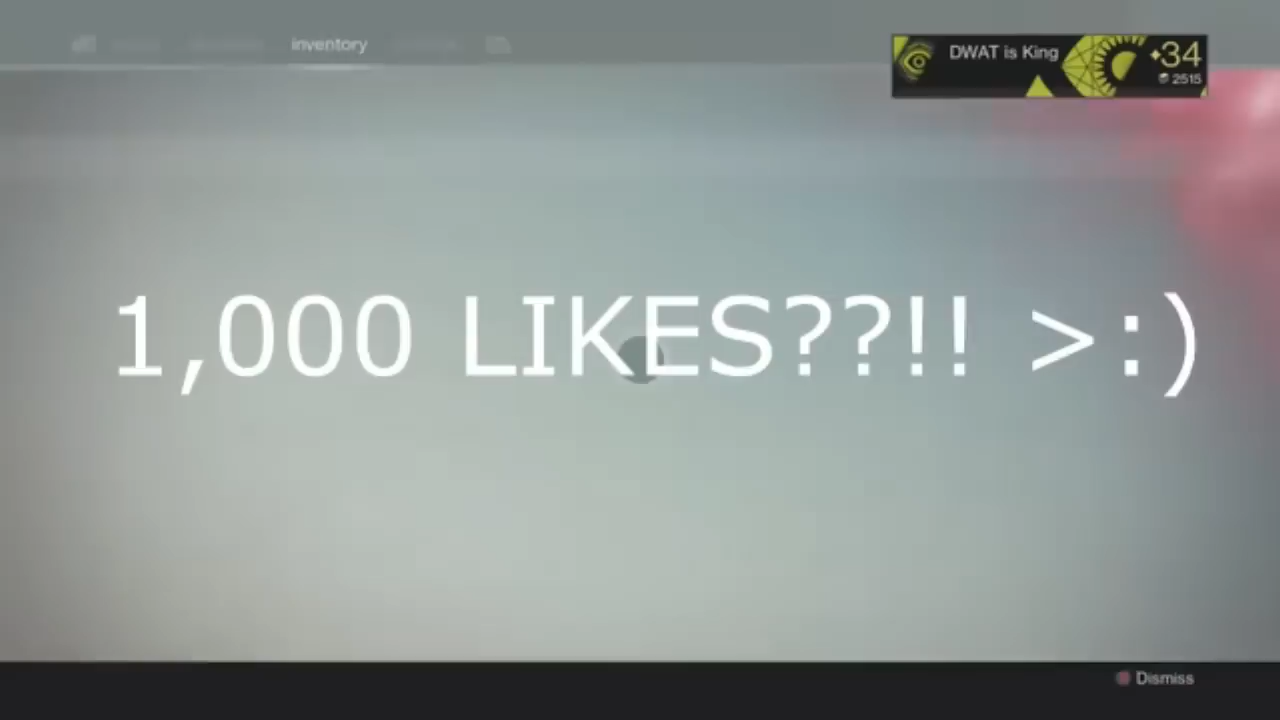 inventory
DWAT is King
34
2515
1,000 LIKES??!! >:)
Dismiss